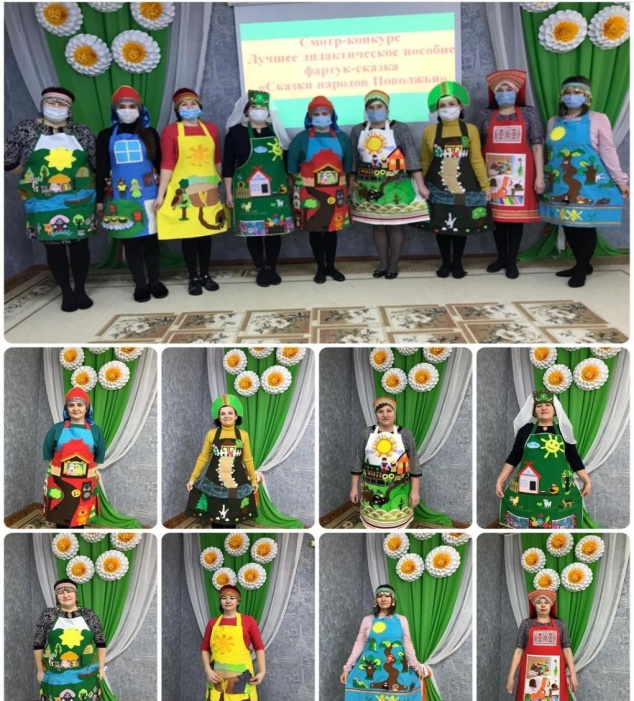 Смотр-конкурс
Лучшее дидактическое пособие
фартук-сказка
«Сказки народов Поволжья»